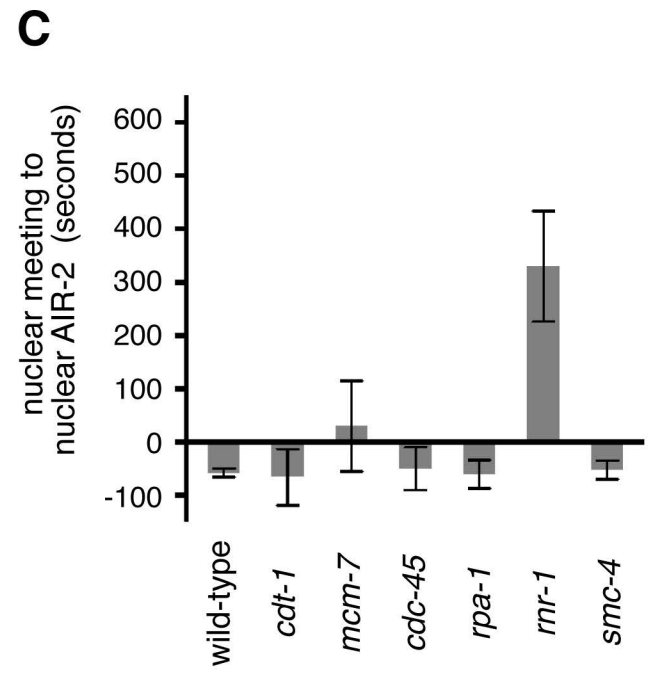 C
nuclear meeting to
nuclear AIR-2 (seconds)
600
500
400
300
200
100
0
-100
wild-type
cdt-1
mcm-7
cdc-45
rpa-1
rnr-1
smc-4